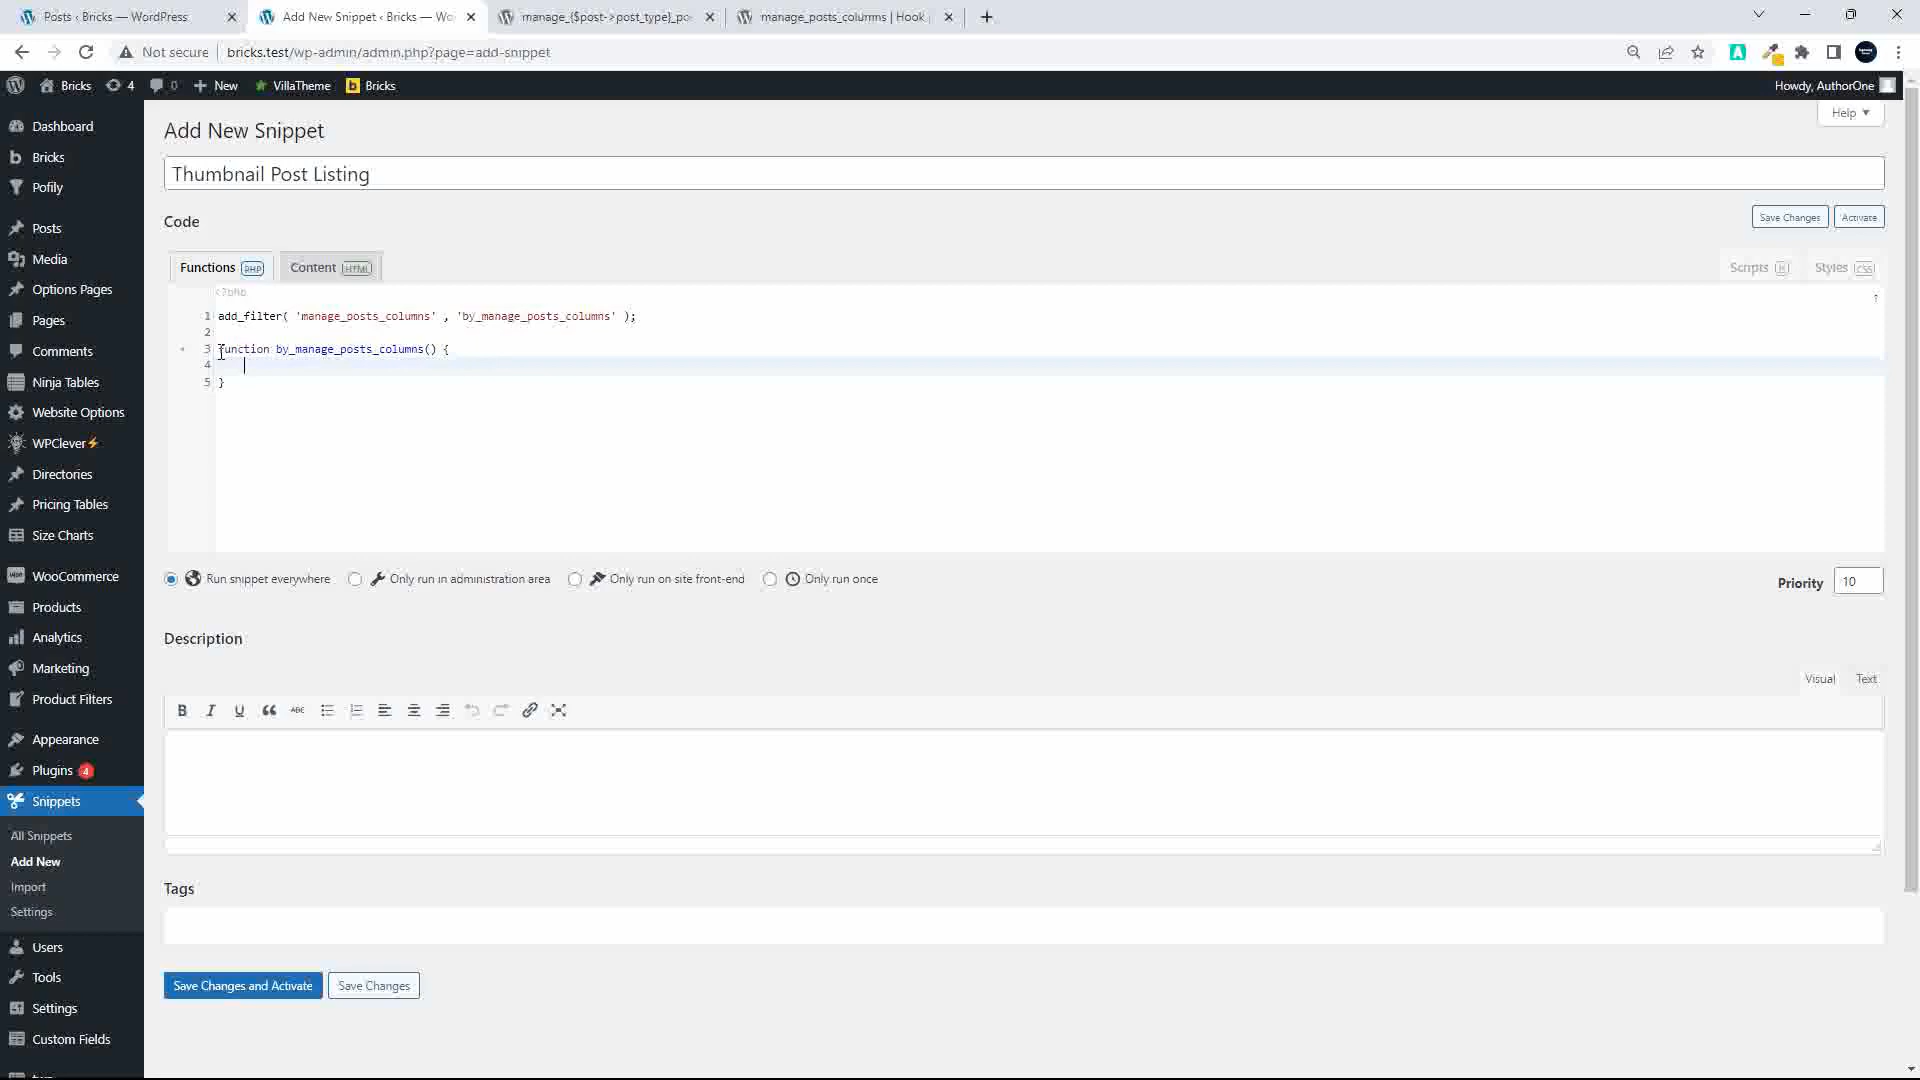 Posts ‹ Bricks — WordPress
Add New Snippet ‹ Bricks — Wo
manage_{$post->post_type}_po
manage_posts_columns | Hook
Not secure
bricks.test/wp-admin/admin.php?page=add-snippet
Bricks
4
0
New
VillaTheme
Bricks
Howdy, AuthorOne
Help
Dashboard
Bricks
Pofily
Posts
Media
Options Pages
Pages
Comments
Ninja Tables
Website Options
WPClever⚡
Directories
Pricing Tables
Size Charts
WooCommerce
Products
Analytics
Marketing
Product Filters
Appearance
Plugins 4
Snippets
All Snippets
Add New
Import
Settings
Users
Tools
Settings
Custom Fields
Add New Snippet
Thumbnail Post Listing
Code
Save Changes
Activate
Functions PHP
Content HTML
Scripts
Styles CSS
<?php
1 add_filter( 'manage_posts_columns' , 'by_manage_posts_columns' );
2
3 function by_manage_posts_columns() {
4
5 }
Run snippet everywhere
Only run in administration area
Only run on site front-end
Only run once
Priority
10
Description
Visual
Text
B I U ABC
Tags
Save Changes and Activate
Save Changes